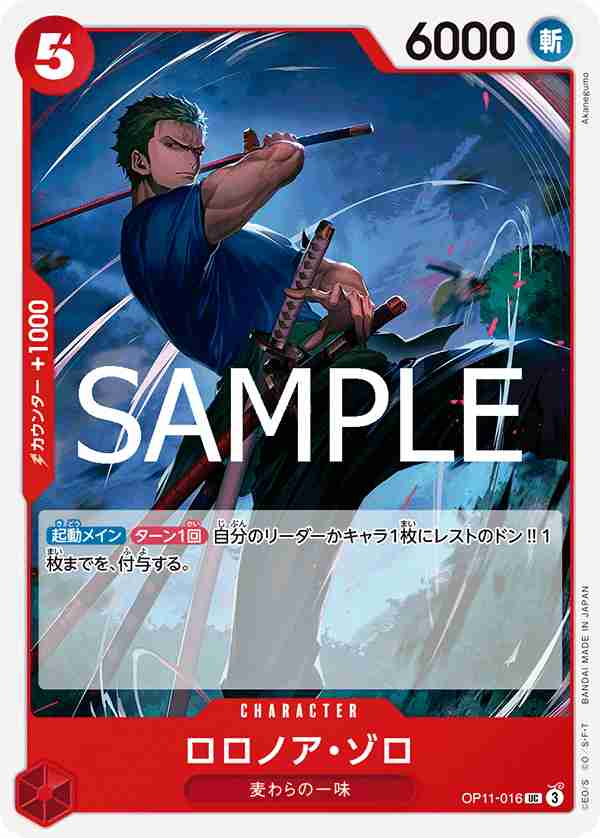 5
6000 斬
Akanegumo
カウンター +1000
SAMPLE
起動メイン ターン1回 自分のリーダーかキャラ1枚にレストのドン!!1
枚までを、付与する。
CHARACTER
ロロノア・ゾロ
麦わらの一味
OP11-016 UC 3
©E.O/S ©O/S・F・T BANDAI MADE IN JAPAN